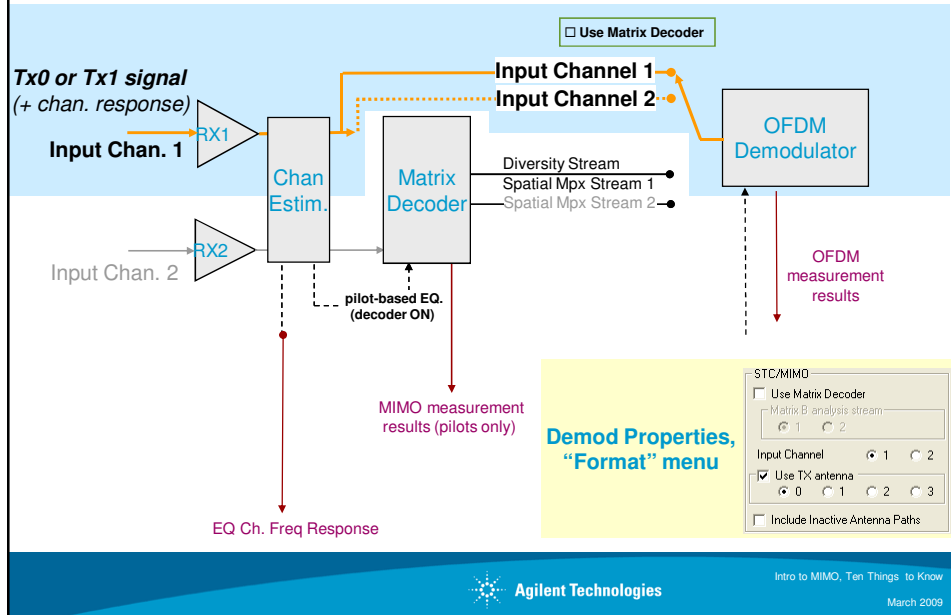 ☐ Use Matrix Decoder
Tx0 or Tx1 signal
(+ chan. response)
Input Channel 1
Input Channel 2
RX1
Input Chan. 1
OFDM
Demodulator
Chan
Estim.
Matrix
Decoder
Diversity Stream
Spatial Mpx Stream 1
Spatial Mpx Stream 2
RX2
Input Chan. 2
pilot-based EQ.
(decoder ON)
OFDM
measurement
results
MIMO measurement
results (pilots only)
EQ Ch. Freq Response
Demod Properties,
“Format” menu
STC/MIMO
Use Matrix Decoder
Matrix B analysis stream
1 2
Input Channel 1 2
Use TX antenna
0 1 2 3
Include Inactive Antenna Paths
Agilent Technologies
Intro to MIMO, Ten Things to Know
March 2009